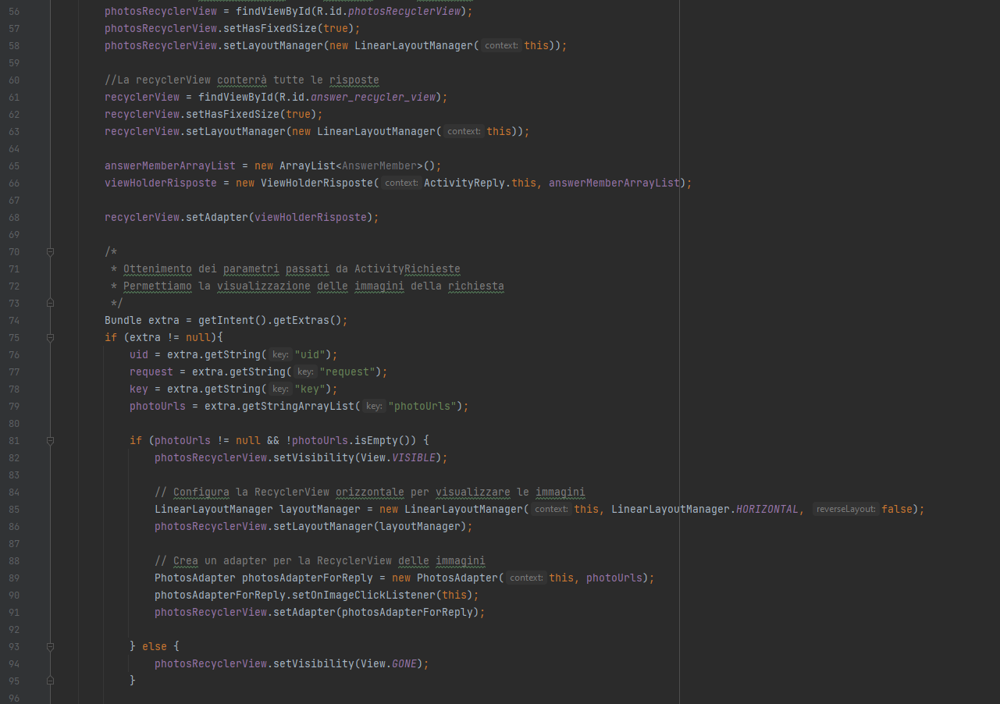 56 photosRecyclerView = findViewById(R.id.photosRecyclerView);
57 photosRecyclerView.setHasFixedSize(true);
58 photosRecyclerView.setLayoutManager(new LinearLayoutManager( context: this));
59
60 //La recyclerView conterrà tutte le risposte
61 recyclerView = findViewById(R.id.answer_recycler_view);
62 recyclerView.setHasFixedSize(true);
63 recyclerView.setLayoutManager(new LinearLayoutManager( context: this));
64
65 answerMemberArrayList = new ArrayList<AnswerMember>();
66 viewHolderRisposte = new ViewHolderRisposte( context: ActivityReply.this, answerMemberArrayList);
67
68 recyclerView.setAdapter(viewHolderRisposte);
69
70 /*
71 * Ottenimento dei parametri passati da ActivityRichieste
72 * Permettiamo la visualizzazione delle immagini della richiesta
73 */
74 Bundle extra = getIntent().getExtras();
75 if (extra != null){
76 uid = extra.getString( key: "uid");
77 request = extra.getString( key: "request");
78 key = extra.getString( key: "key");
79 photoUrls = extra.getStringArrayList( key: "photoUrls");
80
81 if (photoUrls != null && !photoUrls.isEmpty()) {
82 photosRecyclerView.setVisibility(View.VISIBLE);
83
84 // Configura la RecyclerView orizzontale per visualizzare le immagini
85 LinearLayoutManager layoutManager = new LinearLayoutManager( context: this, LinearLayoutManager.HORIZONTAL, reverseLayout: false);
86 photosRecyclerView.setLayoutManager(layoutManager);
87
88 // Crea un adapter per la RecyclerView delle immagini
89 PhotosAdapter photosAdapterForReply = new PhotosAdapter( context: this, photoUrls);
90 photosAdapterForReply.setOnImageClickListener(this);
91 photosRecyclerView.setAdapter(photosAdapterForReply);
92
93 } else {
94 photosRecyclerView.setVisibility(View.GONE);
95 }
96